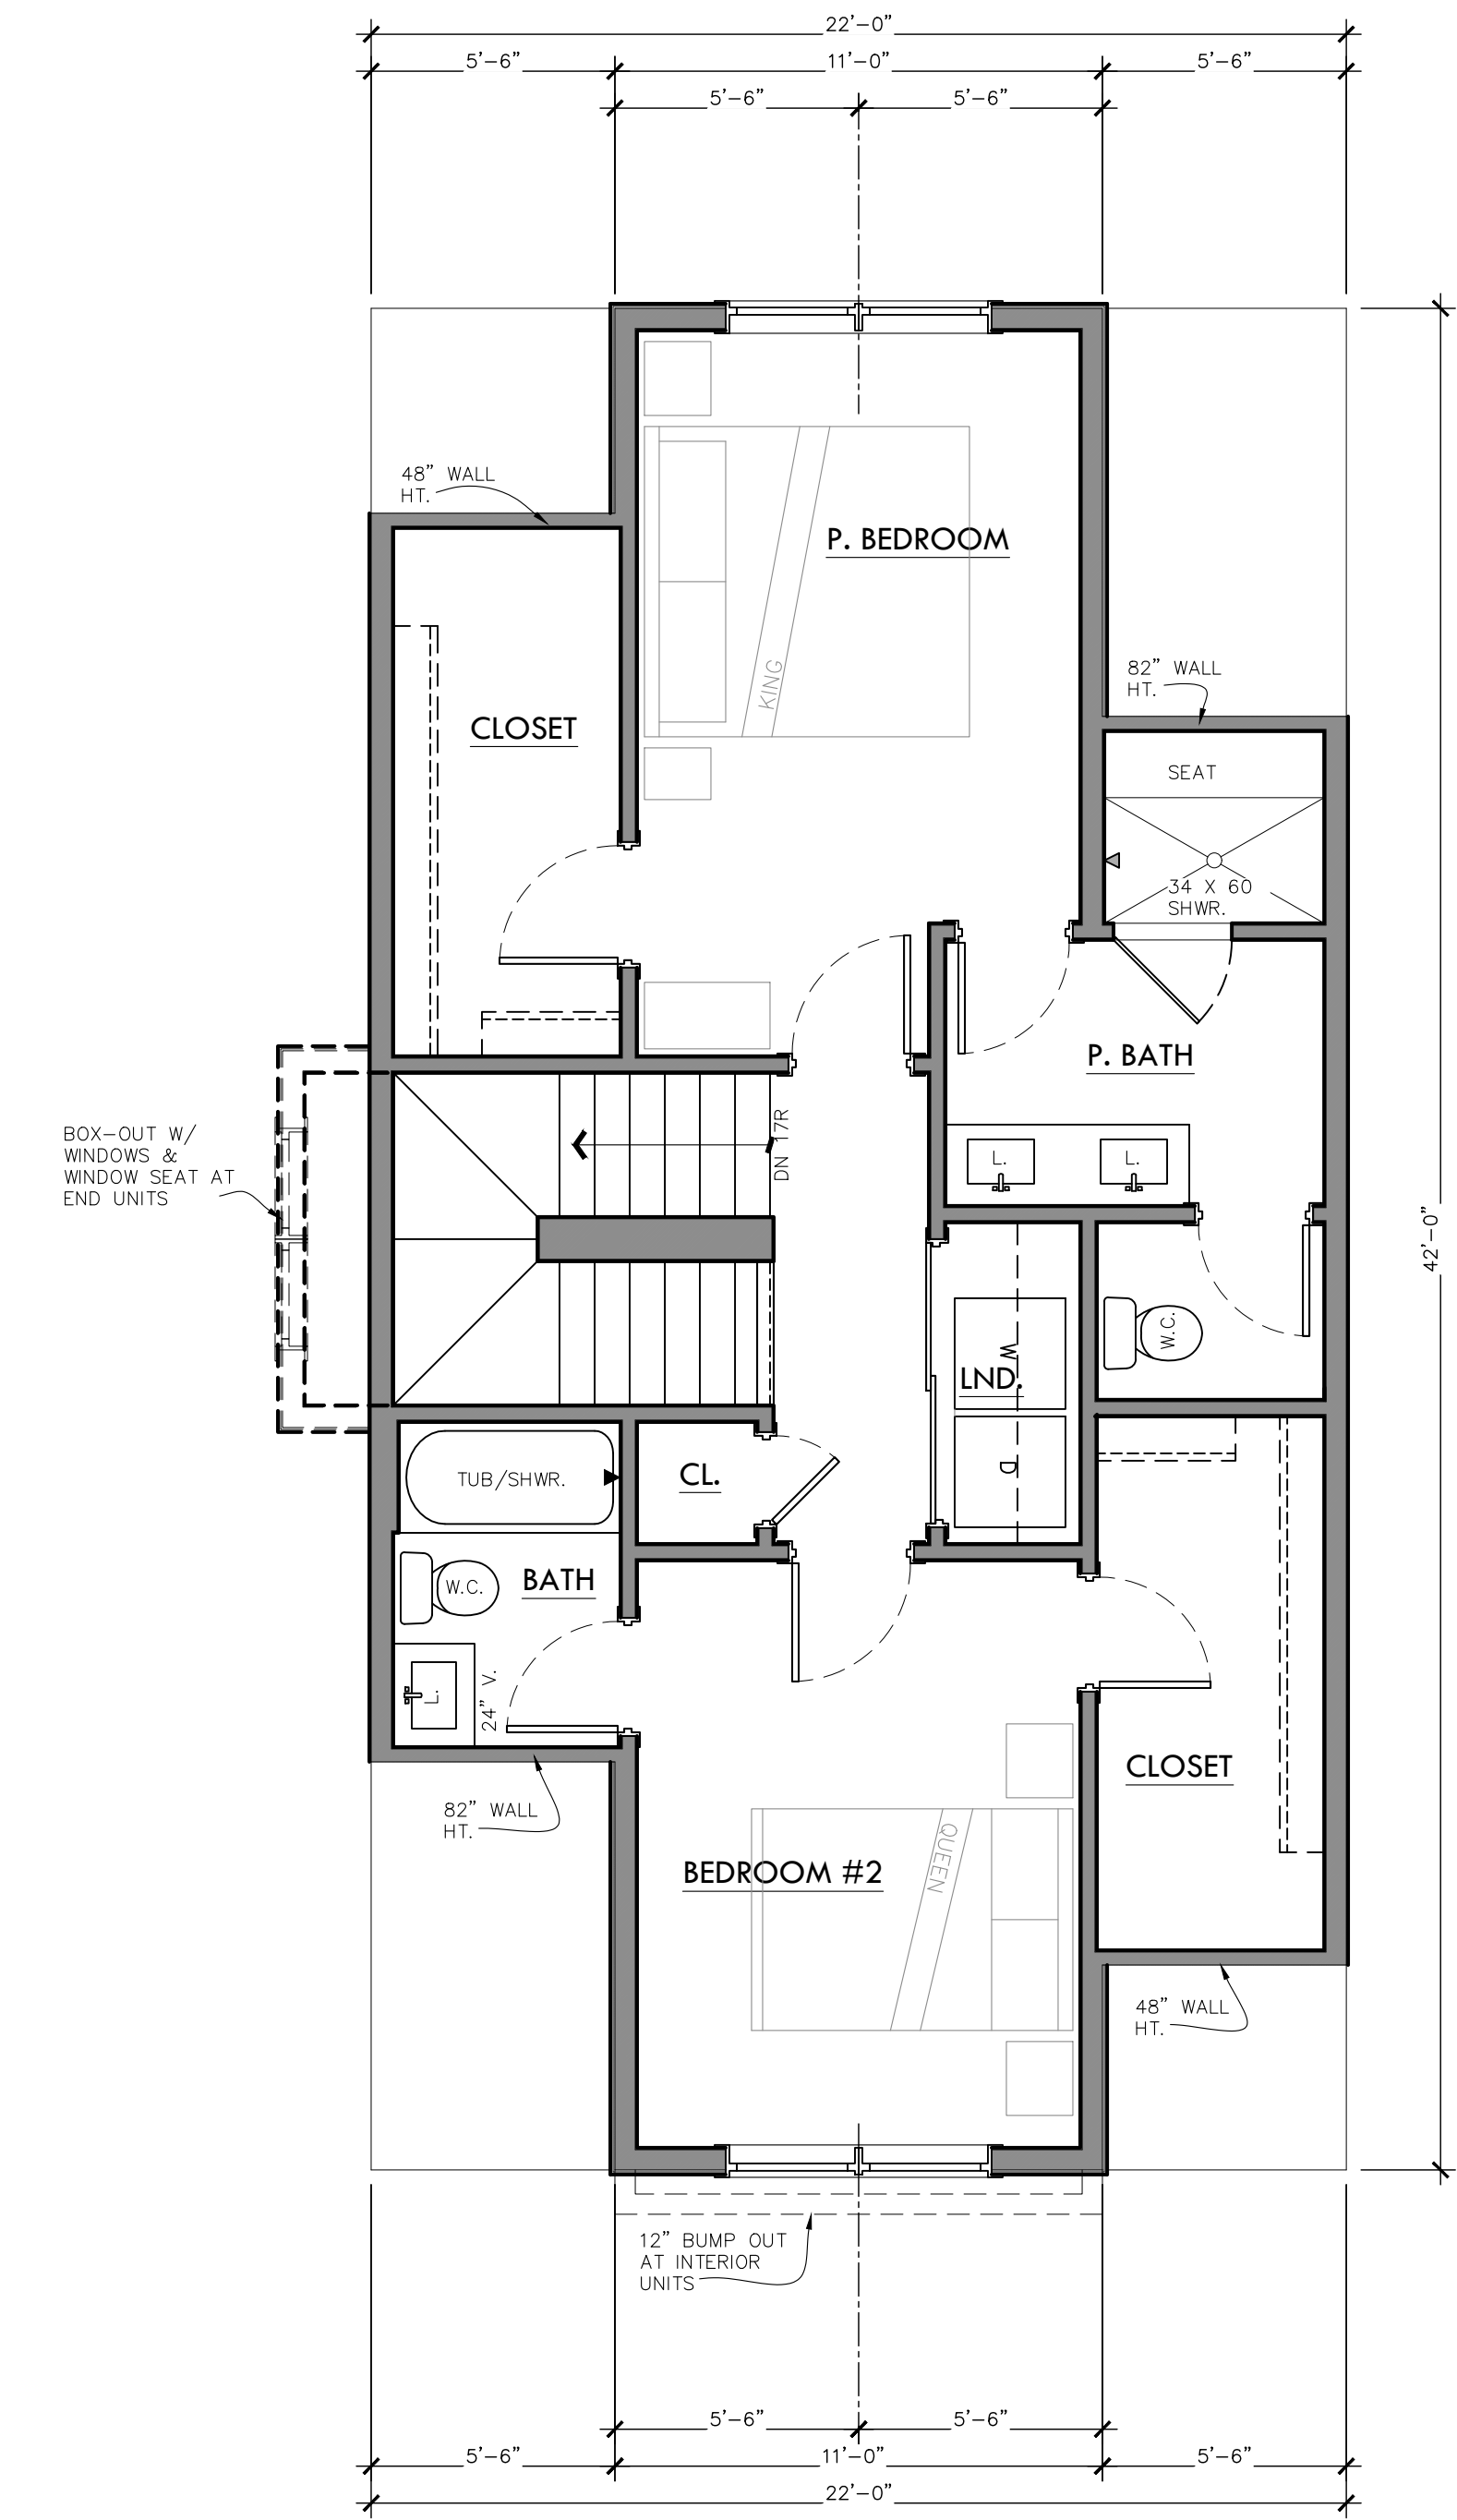 22'-0"
5'-6"
11'-0"
5'-6"
5'-6"
5'-6"
48" WALL
HT.
P. BEDROOM
KING
82" WALL
HT.
CLOSET
SEAT
34 X 60
SHWR.
P. BATH
BOX-OUT W/
WINDOWS &
WINDOW SEAT AT
END UNITS
DN 17R
L.
L.
42'-0"
W.C.
W
LND.
D
CL.
TUB/SHWR.
W.C.
BATH
L.
24" V.
CLOSET
82" WALL
HT.
QUEEN
BEDROOM #2
48" WALL
HT.
12" BUMP OUT
AT INTERIOR
UNITS
5'-6"
5'-6"
5'-6"
11'-0"
5'-6"
22'-0"